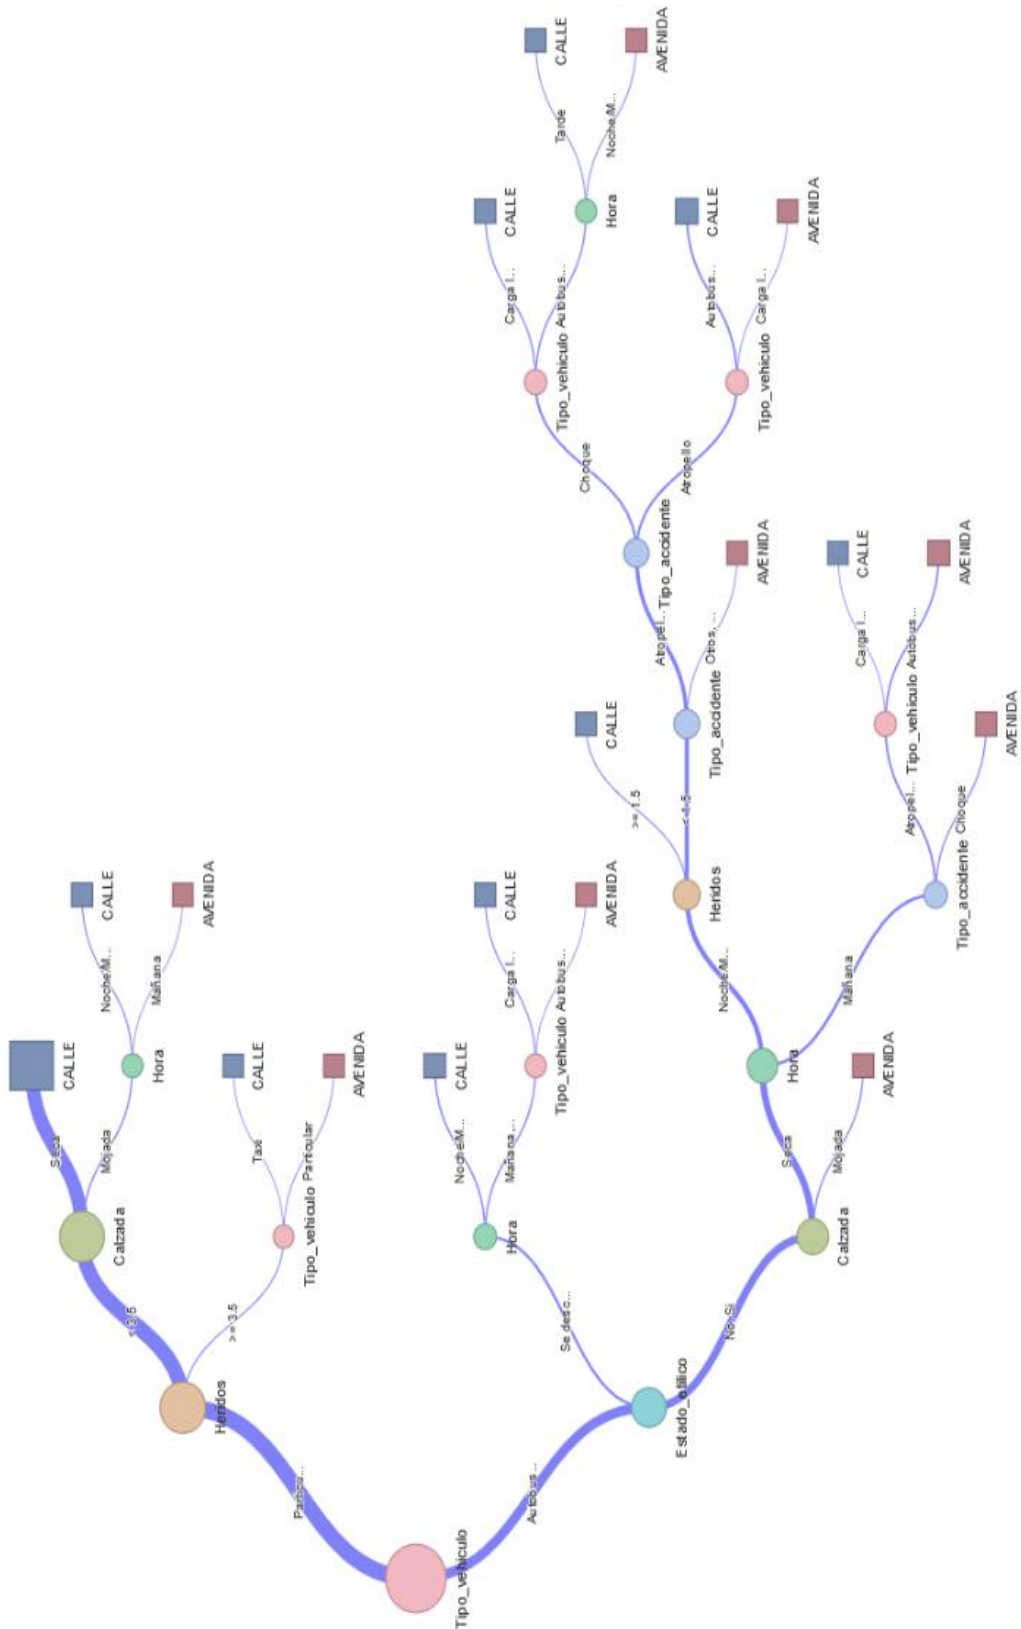 Seca
CALLE
Mojada
Noche/M...
CALLE
Calzada
< 3.5
Hora
Mañana
AVENIDA
Heridos
>= 3.5
Taxi
CALLE
Particu...
Tipo_vehiculo
Particular
AVENIDA
Tipo_vehiculo
Noche/M...
CALLE
Hora
Mañana,...
Carga l...
CALLE
Carga l...
CALLE
Autobus...
Se desc...
Tipo_vehiculo
Autobus...
Tipo_vehiculo
Autobus...
Tarde
CALLE
Choque
AVENIDA
CALLE
Hora
Noche/M...
>= 1.5
Atropel...
Tipo_accidente
AVENIDA
Estado_etilico
< 1.5
Atropello
Heridos
Tipo_accidente
Otros, ...
Autobus...
CALLE
Noche/M...
No, Si
Tipo_vehiculo
Carga l...
AVENIDA
Seca
Hora
AVENIDA
Calzada
Mojada
Mañana
Carga l...
CALLE
AVENIDA
Atropel...
Tipo_vehiculo
Autobus...
AVENIDA
Tipo_accidente
Choque
AVENIDA